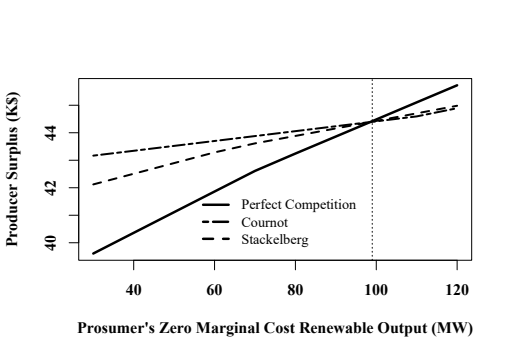 Producer Surplus (K$)
44
42
40
Perfect Competition
Cournot
Stackelberg
40 60 80 100 120
Prosumer's Zero Marginal Cost Renewable Output (MW)